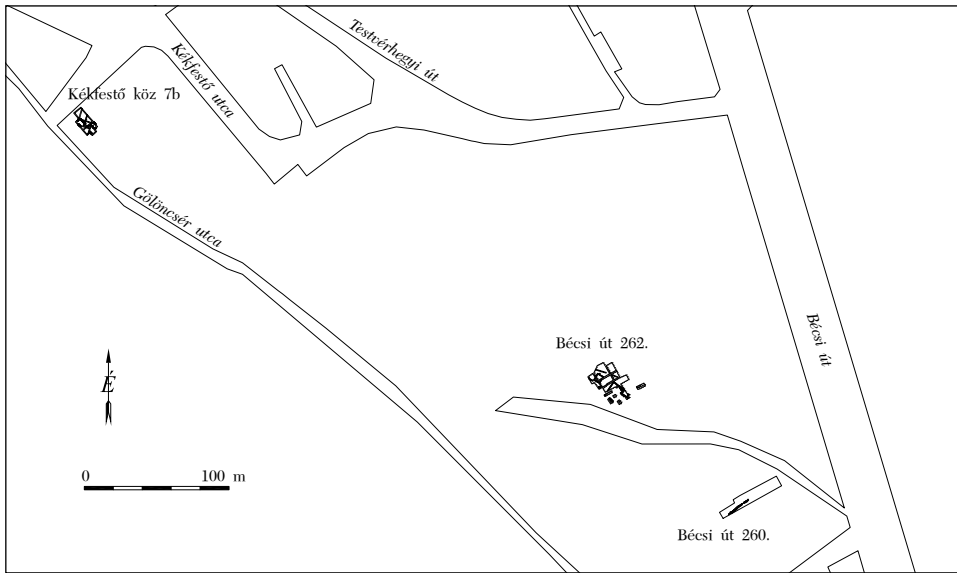 Testvérhegyi út
Kékfestő utca
Kékfestő köz 7b
Gölöncsér utca
Bécsi út
Bécsi út 262.
É
0 100 m
Bécsi út 260.